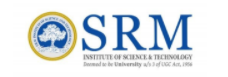 SRM
INSTITUTE OF SCIENCE & TECHNOLOGY
Deemed to be University u/s 3 of UGC Act, 1956